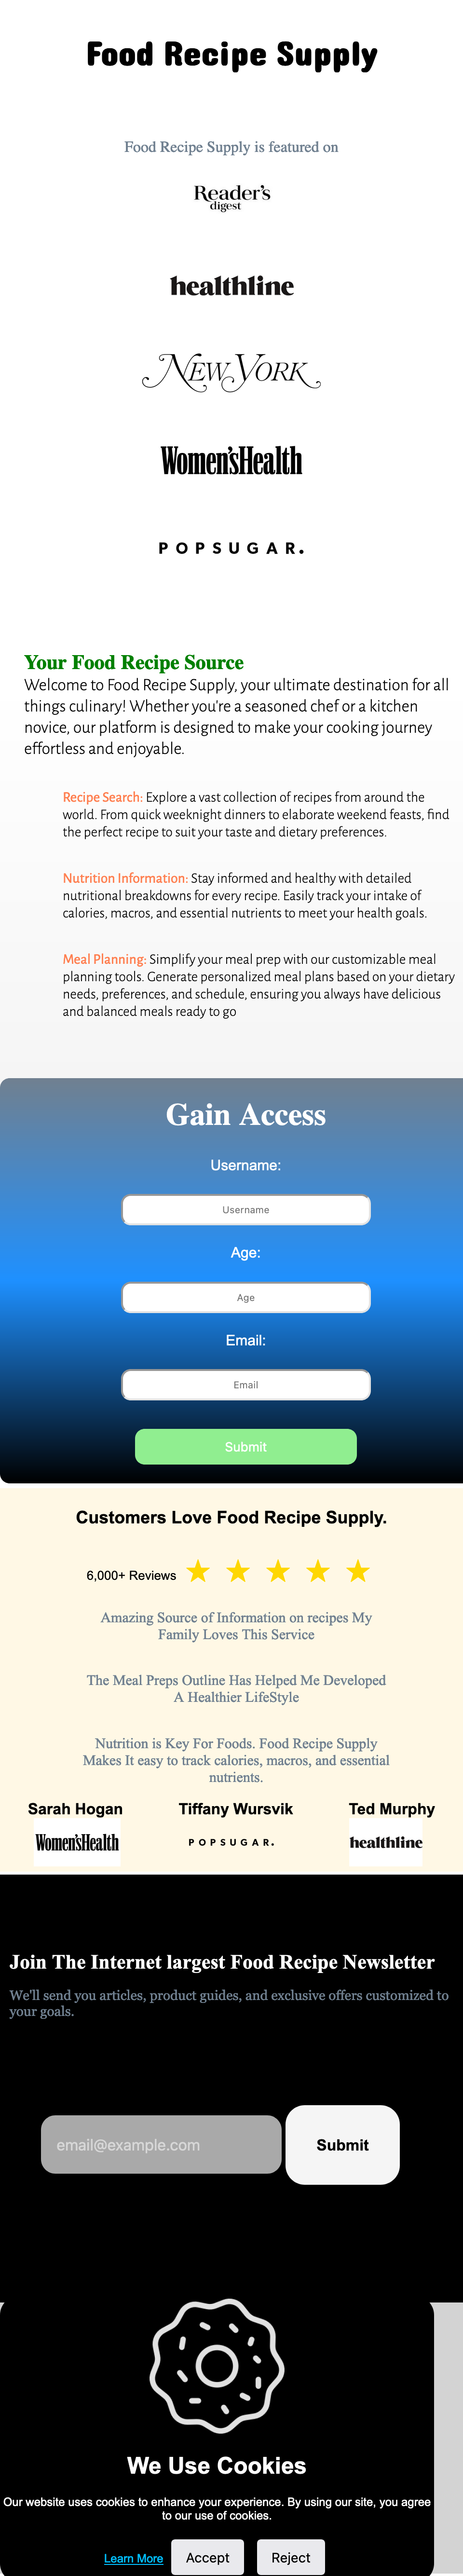 Food Recipe Supply
Food Recipe Supply is featured on
Reader's
digest
healthline
NEW YORK
Women'sHealth
POPSUGAR.
Your Food Recipe Source
Welcome to Food Recipe Supply, your ultimate destination for all
things culinary! Whether you're a seasoned chef or a kitchen
novice, our platform is designed to make your cooking journey
effortless and enjoyable.
Recipe Search: Explore a vast collection of recipes from around the
world. From quick weeknight dinners to elaborate weekend feasts, find
the perfect recipe to suit your taste and dietary preferences.
Nutrition Information: Stay informed and healthy with detailed
nutritional breakdowns for every recipe. Easily track your intake of
calories, macros, and essential nutrients to meet your health goals.
Meal Planning: Simplify your meal prep with our customizable meal
planning tools. Generate personalized meal plans based on your dietary
needs, preferences, and schedule, ensuring you always have delicious
and balanced meals ready to go
Gain Access
Username:
Username
Age:
Age
Email:
Email
Submit
Customers Love Food Recipe Supply.
6,000+ Reviews
Amazing Source of Information on recipes My
Family Loves This Service
The Meal Preps Outline Has Helped Me Developed
A Healthier LifeStyle
Nutrition is Key For Foods. Food Recipe Supply
Makes It easy to track calories, macros, and essential
nutrients.
Sarah Hogan Tiffany Wursvik Ted Murphy
Women'sHealth POPSUGAR. healthline
Join The Internet largest Food Recipe Newsletter
We'll send you articles, product guides, and exclusive offers customized to
your goals.
email@example.com Submit
We Use Cookies
Our website uses cookies to enhance your experience. By using our site, you agree
to our use of cookies.
Learn More Accept Reject